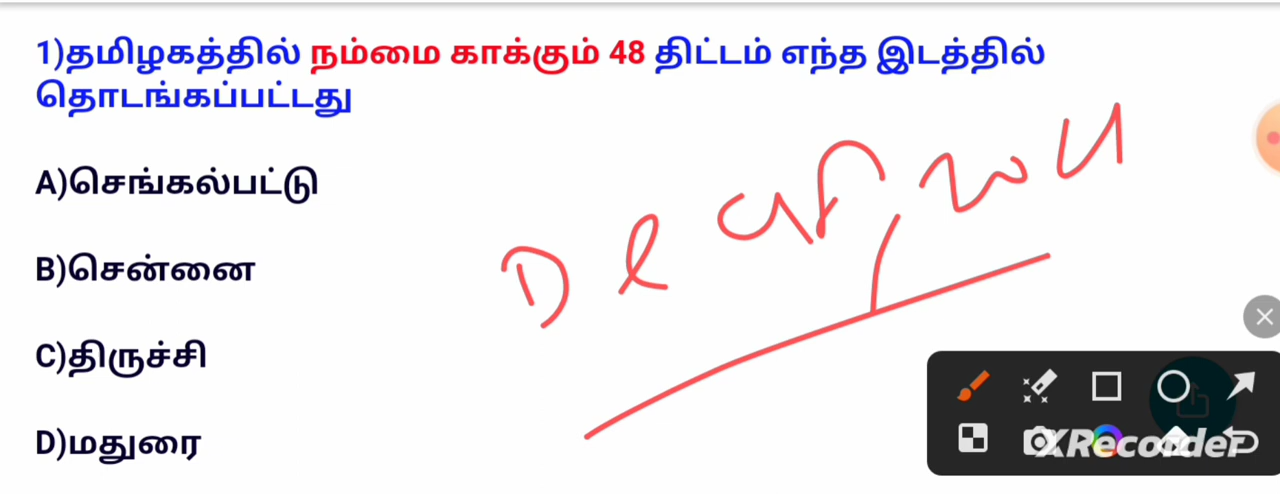 1)தமிழகத்தில் நம்மை காக்கும் 48 திட்டம் எந்த இடத்தில்
தொடங்கப்பட்டது
A)செங்கல்பட்டு
B)சென்னை
C)திருச்சி
D)மதுரை
XRecorder